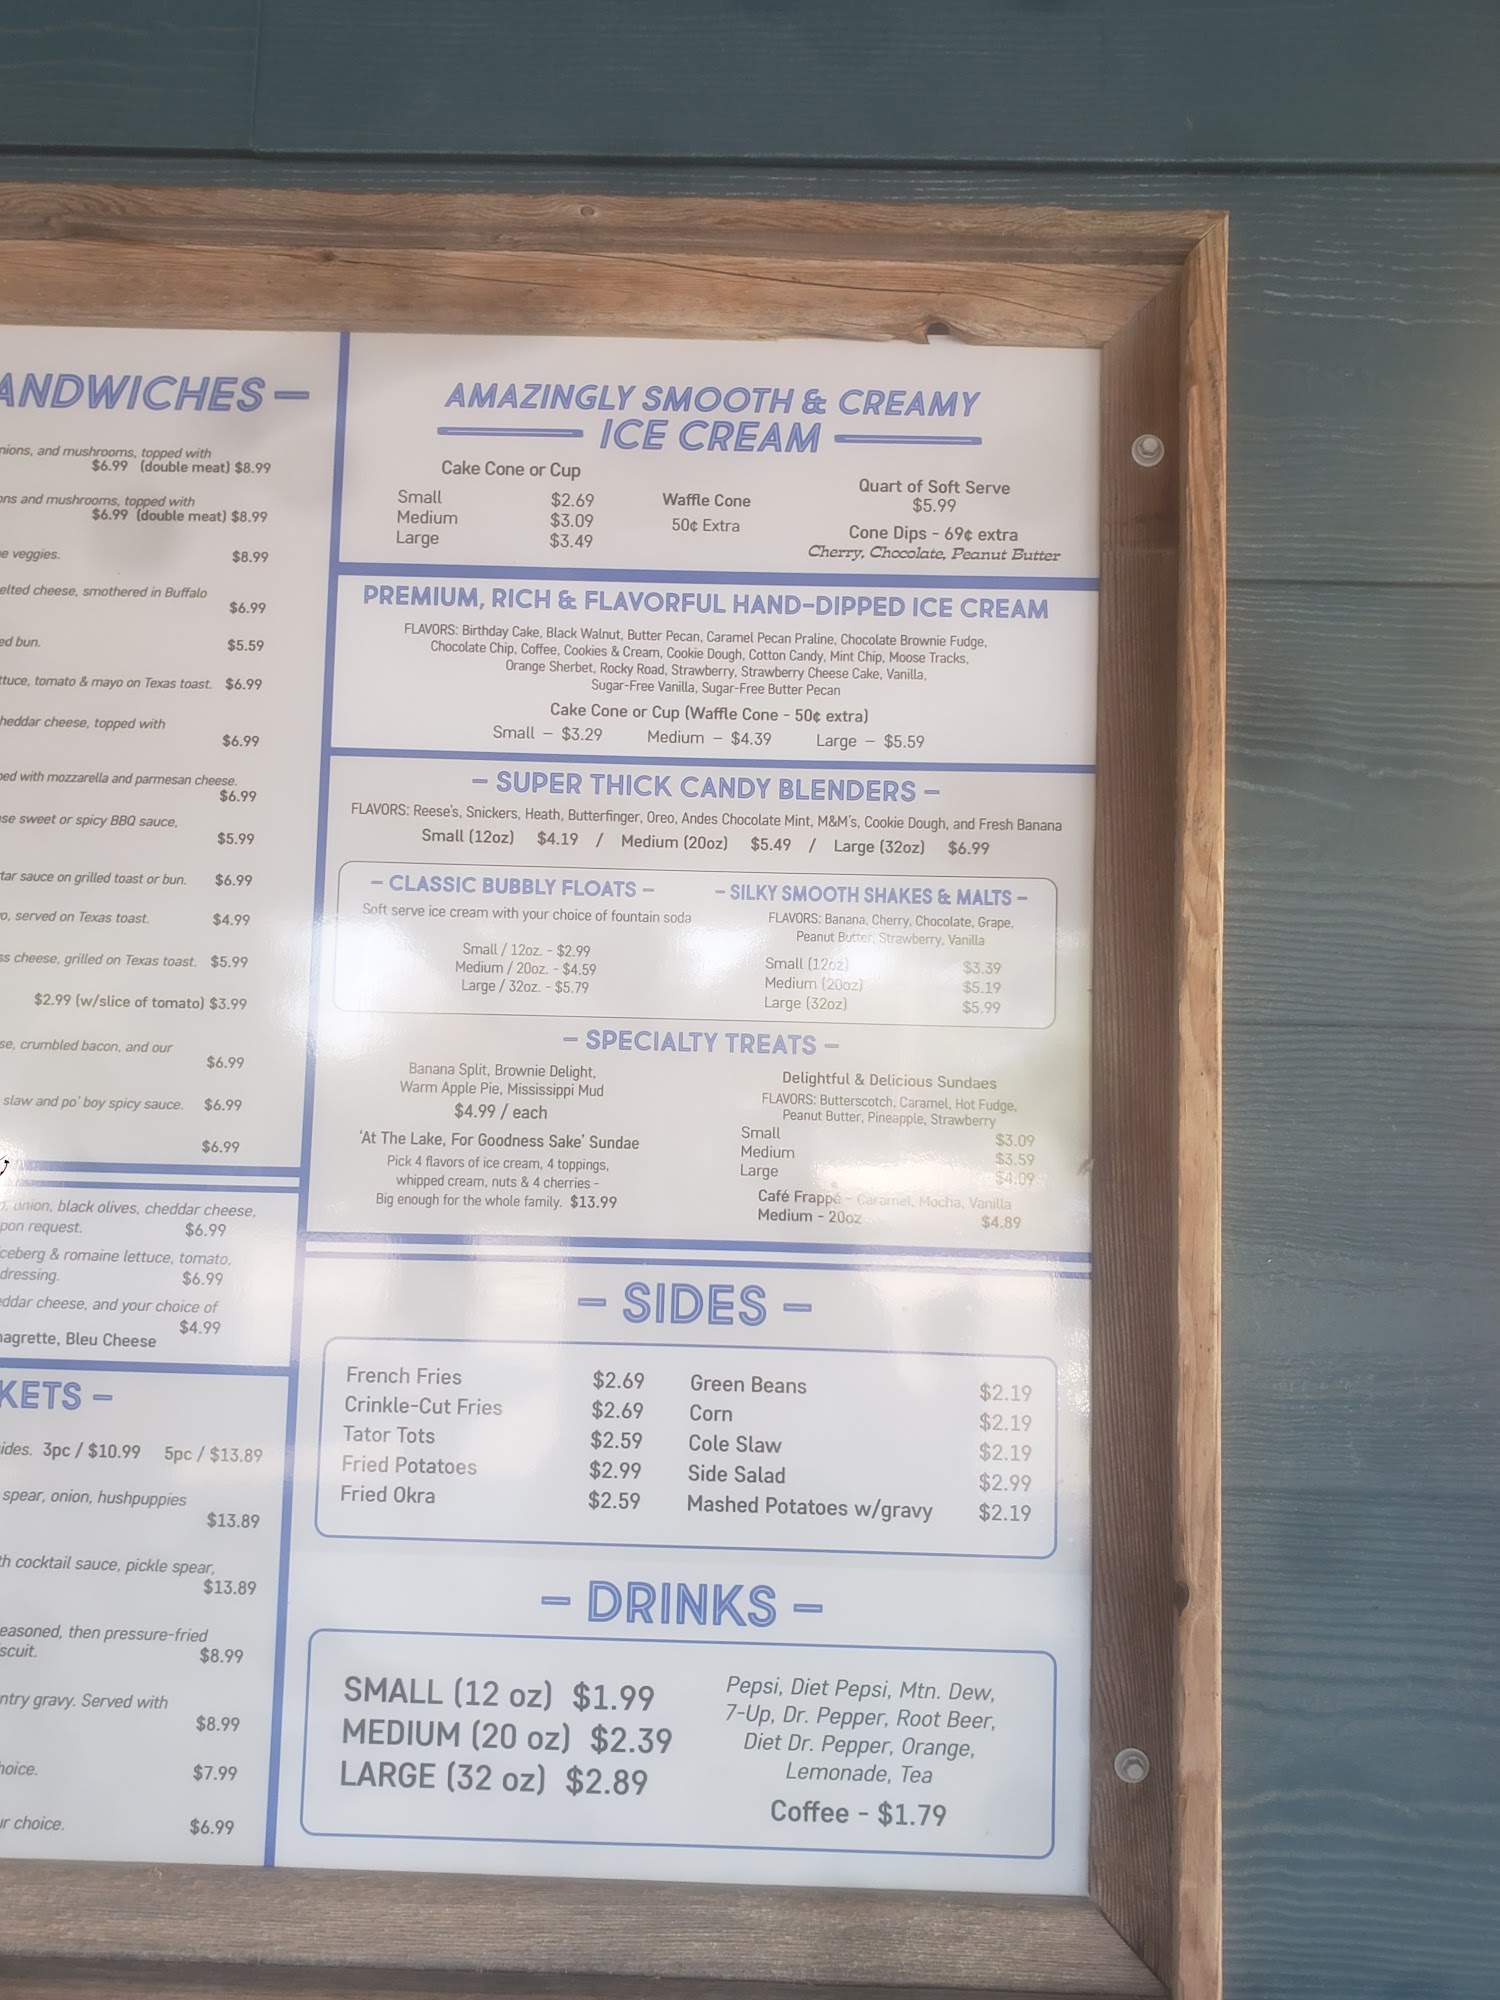 ANDWICHES —
nions, and mushrooms, topped with
$6.99 (double meat) $8.99
ons and mushrooms, topped with
$6.99 (double meat) $8.99
e veggies. $8.99
elted cheese, smothered in Buffalo
$6.99
ed bun. $5.59
ttuce, tomato & mayo on Texas toast. $6.99
heddar cheese, topped with
$6.99
ped with mozzarella and parmesan cheese.
$6.99
se sweet or spicy BBQ sauce,
$5.99
tar sauce on grilled toast or bun. $6.99
o, served on Texas toast. $4.99
ss cheese, grilled on Texas toast. $5.99
$2.99 (w/slice of tomato) $3.99
se, crumbled bacon, and our
$6.99
slaw and po' boy spicy sauce. $6.99
$6.99
onion, black olives, cheddar cheese,
pon request. $6.99
ceberg & romaine lettuce, tomato,
dressing. $6.99
eddar cheese, and your choice of
$4.99
nagrette, Bleu Cheese
KETS —
ides. 3pc / $10.99 5pc / $13.89
spear, onion, hushpuppies
$13.89
th cocktail sauce, pickle spear,
$13.89
easoned, then pressure-fried
scuit. $8.99
ntry gravy. Served with
$8.99
hoice. $7.99
ur choice. $6.99
AMAZINGLY SMOOTH & CREAMY
ICE CREAM
Cake Cone or Cup
Small $2.69
Medium $3.09
Large $3.49
Waffle Cone
50¢ Extra
Quart of Soft Serve
$5.99
Cone Dips - 69¢ extra
Cherry, Chocolate, Peanut Butter
PREMIUM, RICH & FLAVORFUL HAND-DIPPED ICE CREAM
FLAVORS: Birthday Cake, Black Walnut, Butter Pecan, Caramel Pecan Praline, Chocolate Brownie Fudge,
Chocolate Chip, Coffee, Cookies & Cream, Cookie Dough, Cotton Candy, Mint Chip, Moose Tracks,
Orange Sherbet, Rocky Road, Strawberry, Strawberry Cheese Cake, Vanilla,
Sugar-Free Vanilla, Sugar-Free Butter Pecan
Cake Cone or Cup (Waffle Cone - 50¢ extra)
Small — $3.29 Medium — $4.39 Large — $5.59
— SUPER THICK CANDY BLENDERS —
FLAVORS: Reese's, Snickers, Heath, Butterfinger, Oreo, Andes Chocolate Mint, M&M's, Cookie Dough, and Fresh Banana
Small (12oz) $4.19 / Medium (20oz) $5.49 / Large (32oz) $6.99
— CLASSIC BUBBLY FLOATS —
Soft serve ice cream with your choice of fountain soda
Small / 12oz. - $2.99
Medium / 20oz. - $4.59
Large / 32oz. - $5.79
— SILKY SMOOTH SHAKES & MALTS —
FLAVORS: Banana, Cherry, Chocolate, Grape,
Peanut Butter, Strawberry, Vanilla
Small (12oz) $3.39
Medium (20oz) $5.19
Large (32oz) $5.99
— SPECIALTY TREATS —
Banana Split, Brownie Delight,
Warm Apple Pie, Mississippi Mud
$4.99 / each
'At The Lake, For Goodness Sake' Sundae
Pick 4 flavors of ice cream, 4 toppings,
whipped cream, nuts & 4 cherries -
Big enough for the whole family. $13.99
Delightful & Delicious Sundaes
FLAVORS: Butterscotch, Caramel, Hot Fudge,
Peanut Butter, Pineapple, Strawberry
Small $3.09
Medium $3.59
Large $4.09
Café Frappé - Caramel, Mocha, Vanilla
Medium - 20oz $4.89
— SIDES —
French Fries $2.69
Crinkle-Cut Fries $2.69
Tator Tots $2.59
Fried Potatoes $2.99
Fried Okra $2.59
Green Beans $2.19
Corn $2.19
Cole Slaw $2.19
Side Salad $2.99
Mashed Potatoes w/gravy $2.19
— DRINKS —
SMALL (12 oz) $1.99
MEDIUM (20 oz) $2.39
LARGE (32 oz) $2.89
Pepsi, Diet Pepsi, Mtn. Dew,
7-Up, Dr. Pepper, Root Beer,
Diet Dr. Pepper, Orange,
Lemonade, Tea
Coffee - $1.79